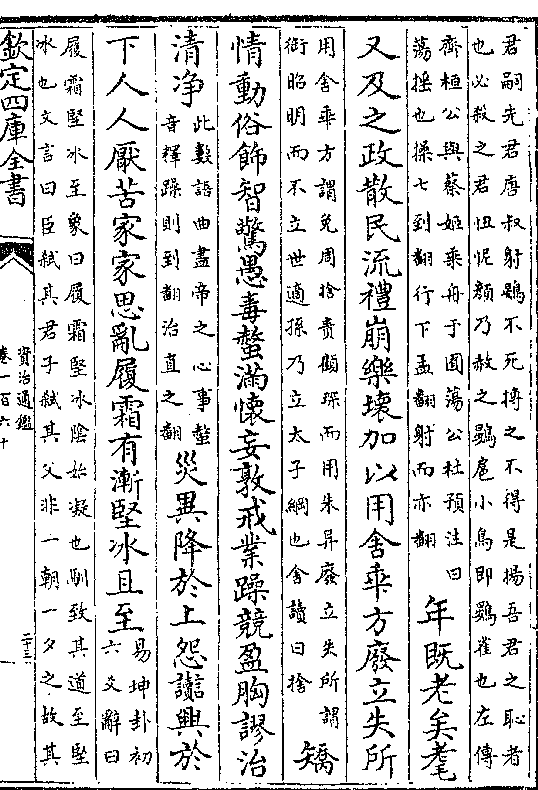 君嗣先君唐叔射鴳不死搏之不得是揚吾君之恥者
也必殺之君忸怩顔乃赦之鴳鳸小鳥即鷃雀也左傳
齊桓公與蔡姬乘舟于囿蕩公杜預注曰
蕩揺也操七到翻行下孟翻射而亦翻
年既老矣耄
又及之政散民流禮崩樂壞加以用舍乖方廢立失所
用舍乖方謂免周捨責顧琛而用朱异廢立失所謂
銜昭明而不立世適孫乃立太子綱也舍讀曰捨
矯
情動俗飾智驚愚毒螫滿懷妄敦戒業躁競盈胸謬治
清浄
此數語曲盡帝之心事螫
音釋躁則到翻治直之翻
災異降於上怨讟興於
下人人厭苦家家思亂履霜有漸堅冰且至
易坤卦初
六爻辭曰
履霜堅冰至象曰履霜堅冰陰始凝也馴致其道至堅
冰也文言曰臣弑其君子弑其父非一朝一夕之故其
欽定四庫全書
資治通鑑
卷一百六十
二十三